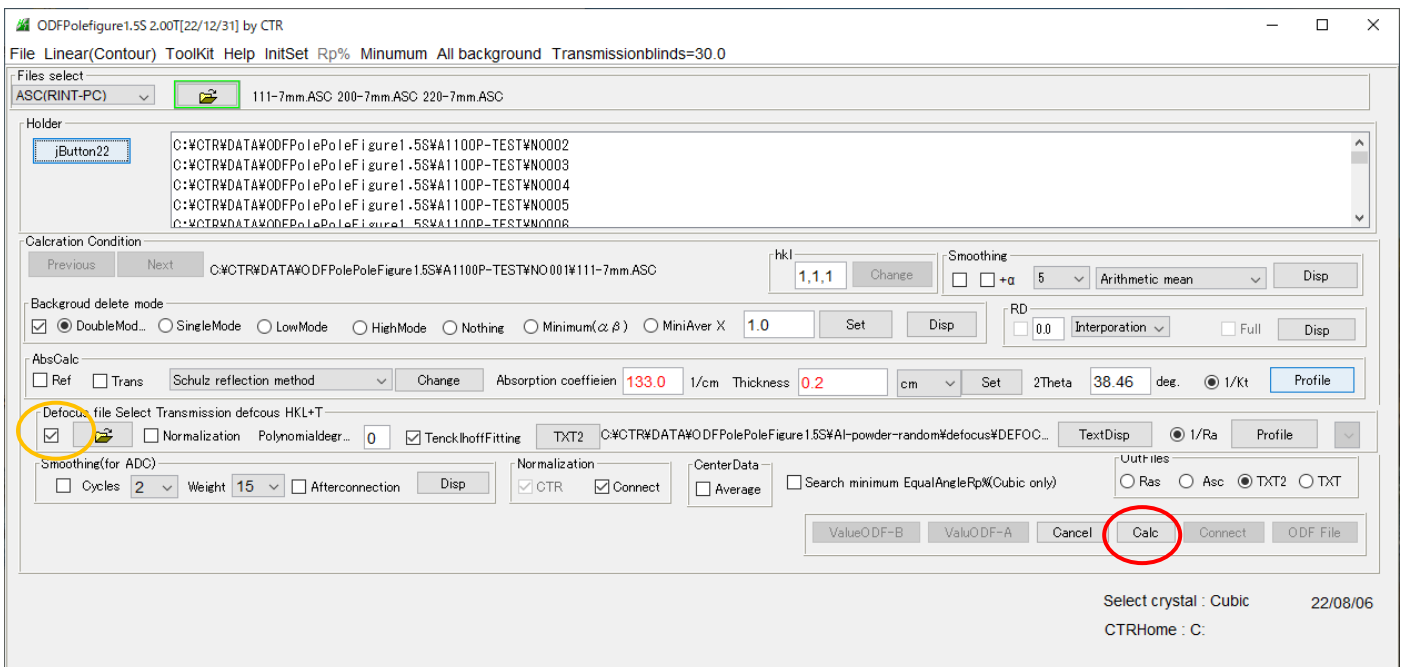 ODFPolefigure1.5S 2.00T[22/12/31] by CTR
File Linear(Contour) ToolKit Help InitSet Rp% Minumum All background Transmissionblinds=30.0
Files select
ASC(RINT-PC) 111-7mm.ASC 200-7mm.ASC 220-7mm.ASC
Holder
jButton22
C:¥CTR¥DATA¥ODFPolePoleFigure1.5S¥A1100P-TEST¥NO002
C:¥CTR¥DATA¥ODFPolePoleFigure1.5S¥A1100P-TEST¥NO003
C:¥CTR¥DATA¥ODFPolePoleFigure1.5S¥A1100P-TEST¥NO004
C:¥CTR¥DATA¥ODFPolePoleFigure1.5S¥A1100P-TEST¥NO005
C:¥CTR¥DATA¥ODFPolePoleFigure1.5S¥A1100P-TEST¥NO006
Calcration Condition
Previous Next C:¥CTR¥DATA¥ODFPolePoleFigure1.5S¥A1100P-TEST¥NO001¥111-7mm.ASC
hkl
1,1,1 Change
Smoothing
+α 5 Arithmetic mean Disp
Backgroud delete mode
DoubleMod... SingleMode LowMode HighMode Nothing Minimum(αβ) MiniAver X 1.0 Set Disp
RD
0.0 Interporation Full Disp
AbsCalc
Ref Trans Schulz reflection method Change Absorption coeffieien 133.0 1/cm Thickness 0.2 cm Set 2Theta 38.46 deg. 1/Kt Profile
Defocus file Select Transmission defcous HKL+T
Normalization Polynomialdegr... 0 TencklhoffFitting TXT2 C:¥CTR¥DATA¥ODFPolePoleFigure1.5S¥Al-powder-random¥defocus¥DEFOC... TextDisp 1/Ra Profile
Smoothing(for ADC)
Cycles 2 Weight 15 Afterconnection Disp
Normalization
CTR Connect
CenterData
Average
Search minimum EqualAngleRp%(Cubic only)
OutFiles
Ras Asc TXT2 TXT
ValueODF-B ValuODF-A Cancel Calc Connect ODF File
Select crystal : Cubic 22/08/06
CTRHome : C: